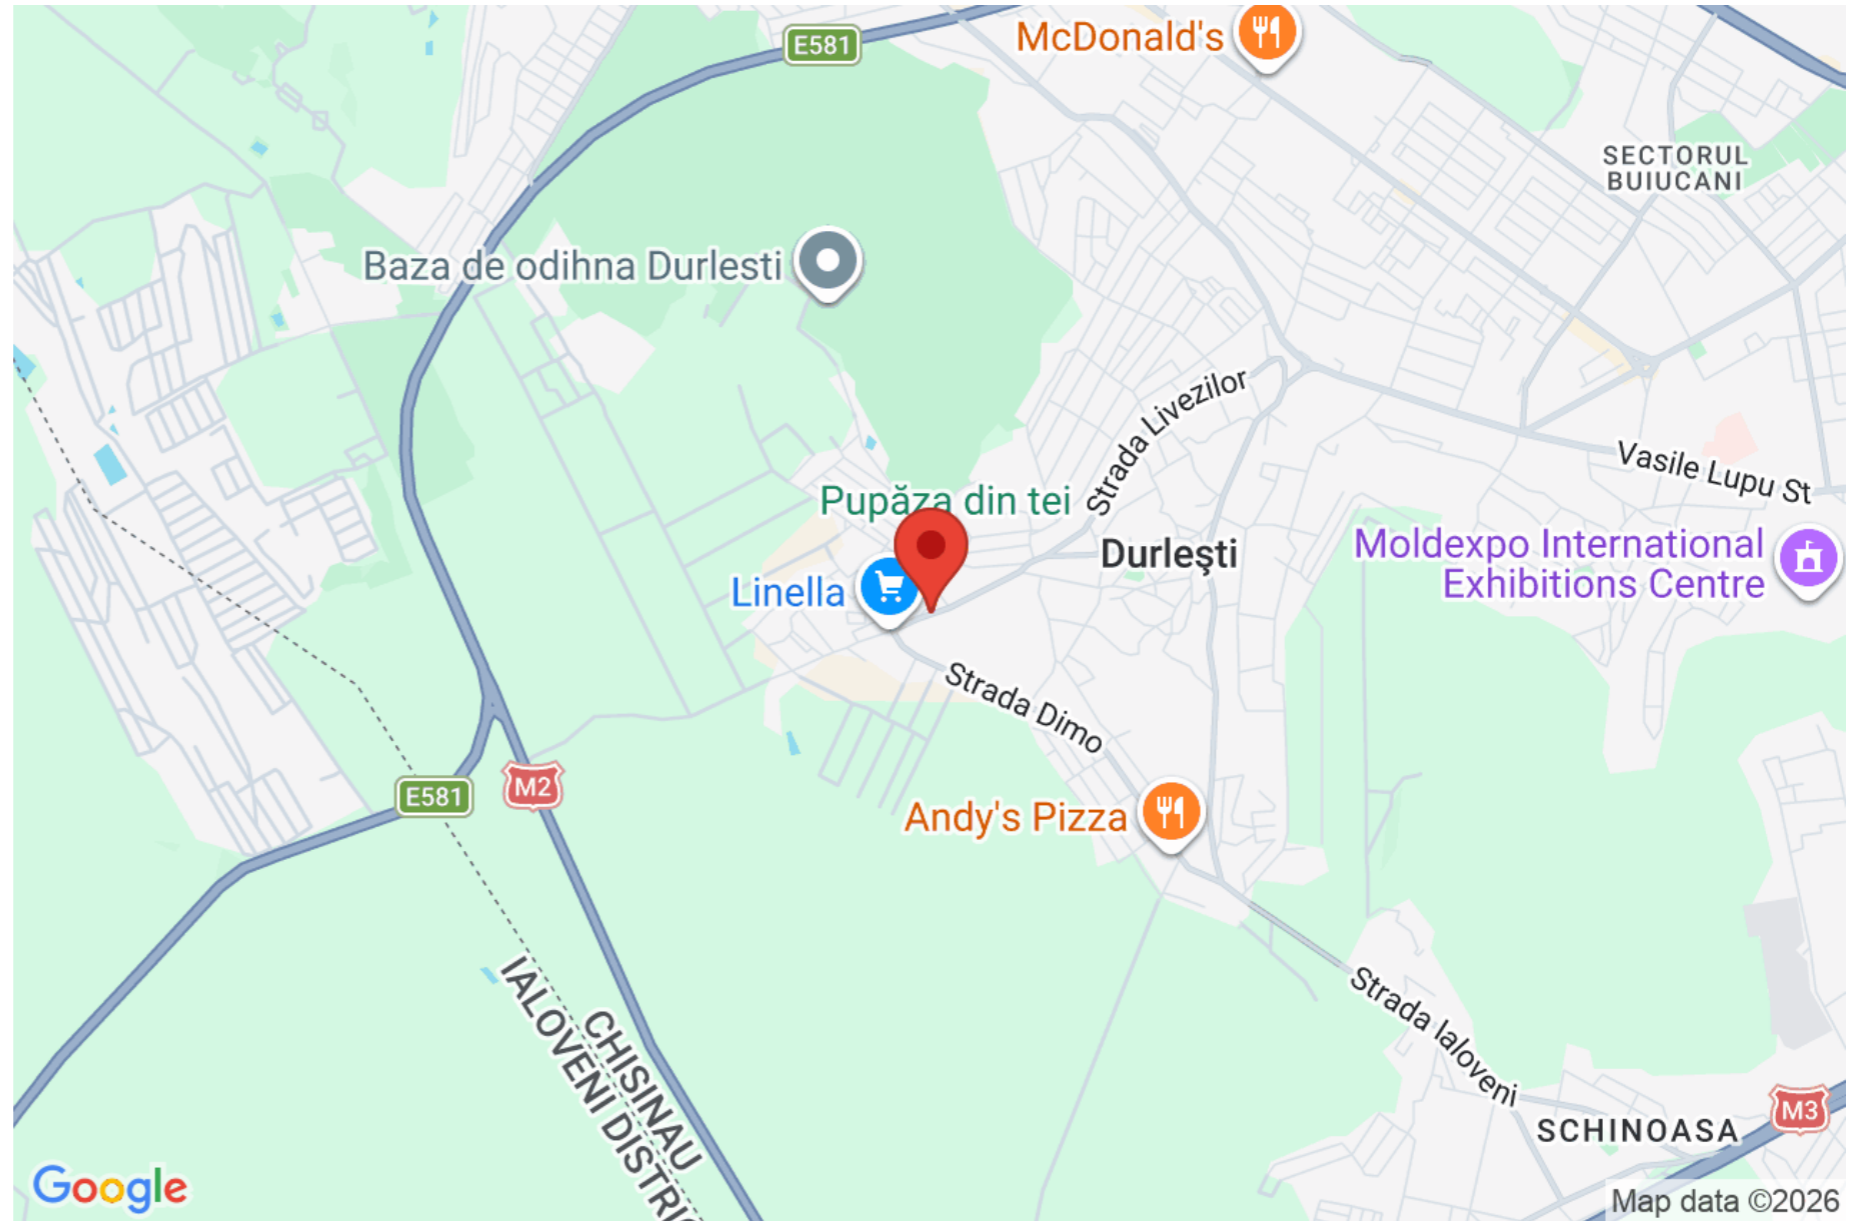 E581
McDonald's
SECTORUL
BUIUCANI
Baza de odihna Durlesti
Strada Livezilor
Vasile Lupu St
Pupăza din tei
Durleşti
Moldexpo International
Exhibitions Centre
Linella
Strada Dimo
E581
M2
Andy's Pizza
IALOVENI DISTRIC
CHISINAU
Strada Ialoveni
M3
SCHINOASA
Google
Map data ©2026